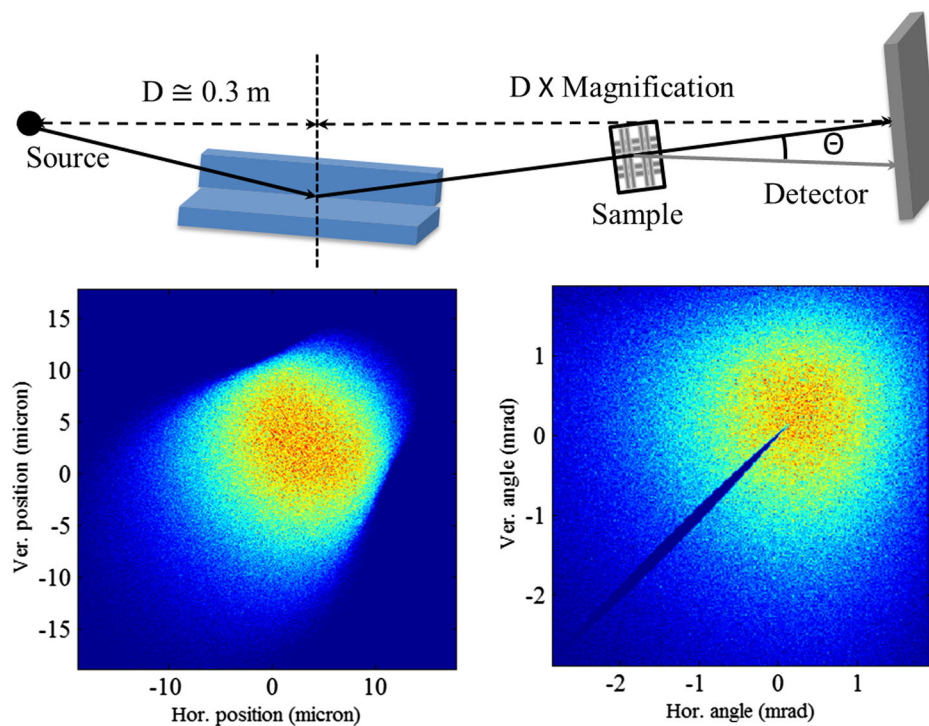 D ≅ 0.3 m
D X Magnification
Source
Θ
Sample
Detector
15
10
5
0
-5
-10
-15
Ver. position (micron)
-10
0
10
Hor. position (micron)
1
0
-1
-2
Ver. angle (mrad)
-2
-1
0
1
Hor. angle (mrad)